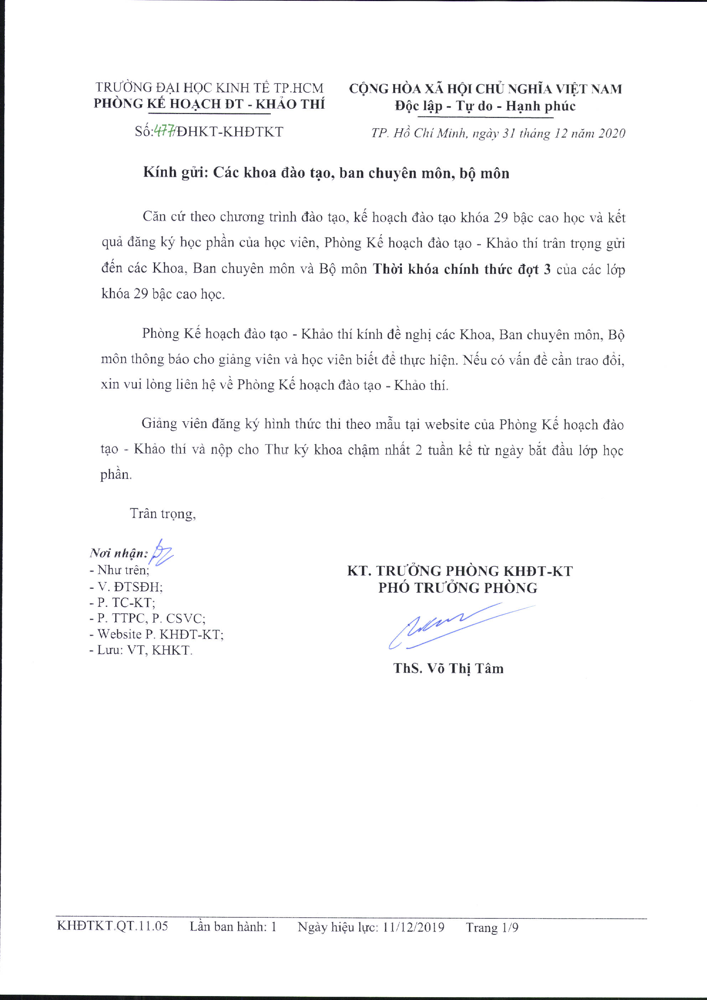 TRƯỜNG ĐẠI HỌC KINH TẾ TP.HCM
PHÒNG KẾ HOẠCH ĐT - KHẢO THÍ
Số:477/ĐHKT-KHĐTKT
CỘNG HÒA XÃ HỘI CHỦ NGHĨA VIỆT NAM
Độc lập - Tự do - Hạnh phúc
TP. Hồ Chí Minh, ngày 31 tháng 12 năm 2020
Kính gửi: Các khoa đào tạo, ban chuyên môn, bộ môn
Căn cứ theo chương trình đào tạo, kế hoạch đào tạo khóa 29 bậc cao học và kết
quả đăng ký học phần của học viên, Phòng Kế hoạch đào tạo - Khảo thí trân trọng gửi
đến các Khoa, Ban chuyên môn và Bộ môn Thời khóa chính thức đợt 3 của các lớp
khóa 29 bậc cao học.
Phòng Kế hoạch đào tạo - Khảo thí kính đề nghị các Khoa, Ban chuyên môn, Bộ
môn thông báo cho giảng viên và học viên biết để thực hiện. Nếu có vấn đề cần trao đổi,
xin vui lòng liên hệ về Phòng Kế hoạch đào tạo - Khảo thí.
Giảng viên đăng ký hình thức thi theo mẫu tại website của Phòng Kế hoạch đào
tạo - Khảo thí và nộp cho Thư ký khoa chậm nhất 2 tuần kể từ ngày bắt đầu lớp học
phần.
Trân trọng,
Nơi nhận:
- Như trên;
- V. ĐTSĐH;
- P. TC-KT;
- P. TTPC, P. CSVC;
- Website P. KHĐT-KT;
- Lưu: VT, KHKT.
KT. TRƯỞNG PHÒNG KHĐT-KT
PHÓ TRƯỞNG PHÒNG
ThS. Võ Thị Tâm
KHĐTKT.QT.11.05 Lần ban hành: 1 Ngày hiệu lực: 11/12/2019 Trang 1/9